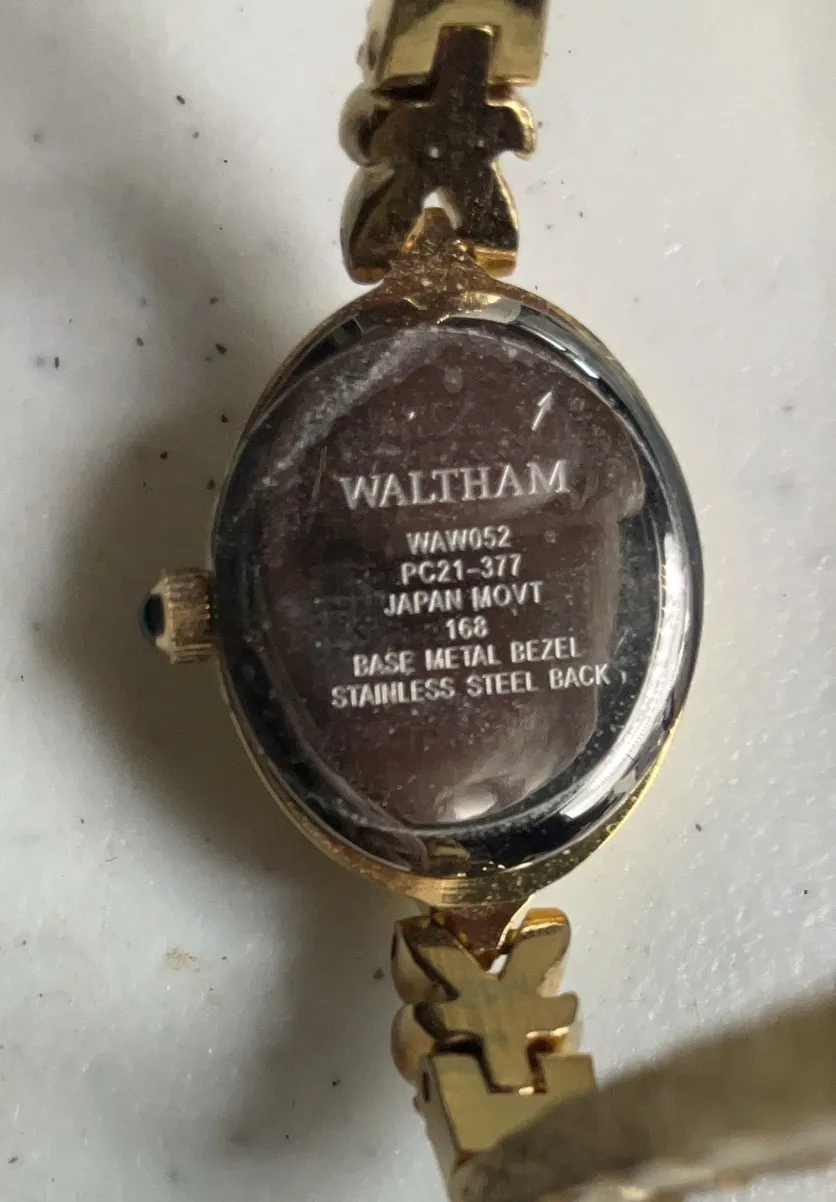 WALTHAM
WAW052
PC21-377
JAPAN MOVT
168
BASE METAL BEZEL
STAINLESS STEEL BACK